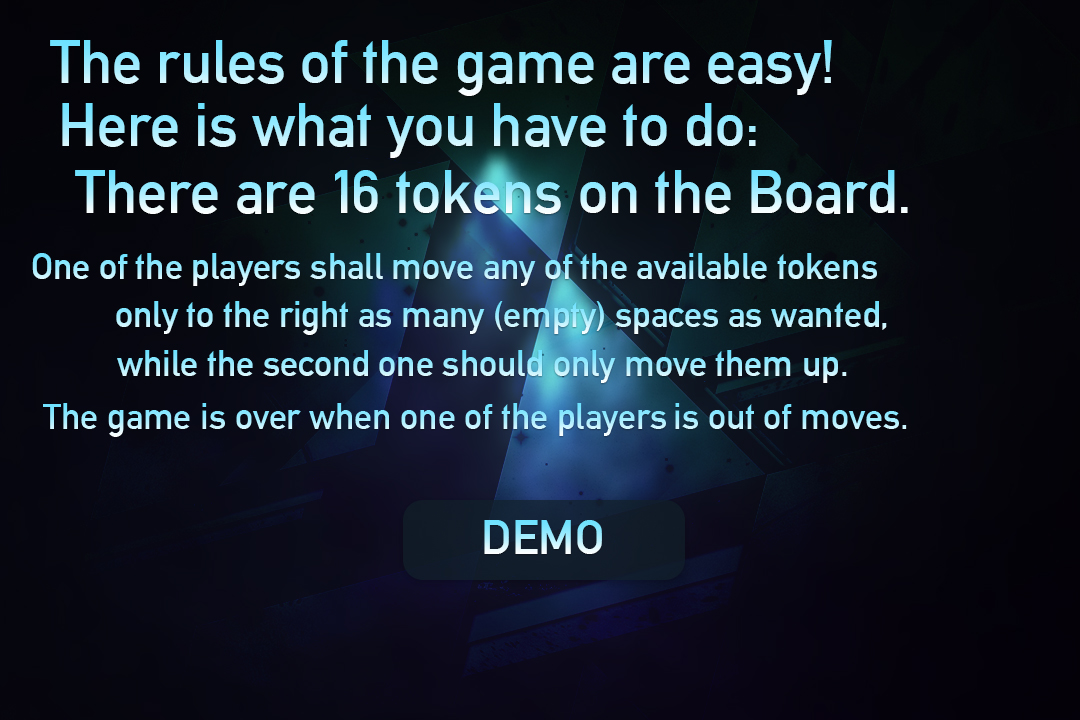 The rules of the game are easy!
Here is what you have to do:
There are 16 tokens on the Board.
One of the players shall move any of the available tokens
only to the right as many (empty) spaces as wanted,
while the second one should only move them up.
The game is over when one of the players is out of moves.
DEMO